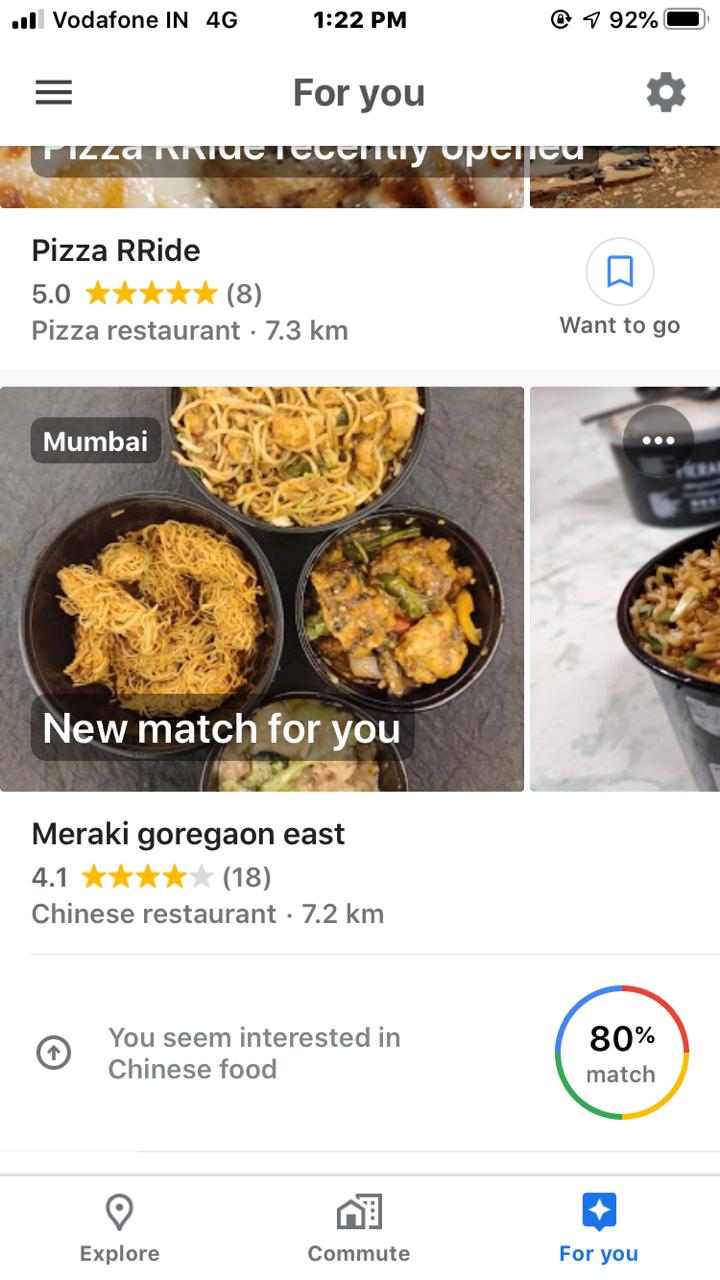 Vodafone IN 4G 1:22 PM 92%
For you
Pizza RRide recently opened
Pizza RRide
5.0 (8)
Pizza restaurant · 7.3 km
Want to go
Mumbai
New match for you
Meraki goregaon east
4.1 (18)
Chinese restaurant · 7.2 km
You seem interested in
Chinese food
80%
match
Explore
Commute
For you